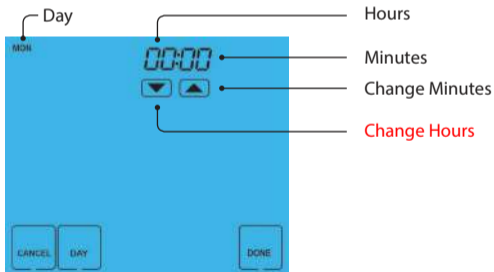 Day
Hours
MON
00:00
Minutes
Change Minutes
Change Hours
CANCEL
DAY
DONE